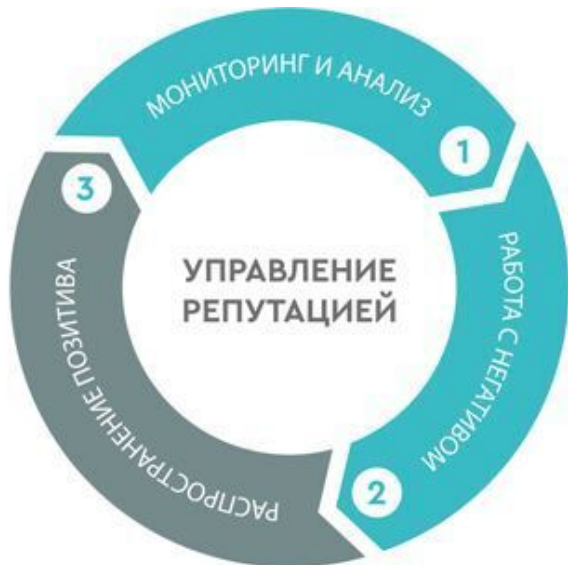 МОНИТОРИНГ И АНАЛИЗ
1
РАБОТА С НЕГАТИВОМ
2
РАСПРОСТРАНЕНИЕ ПОЗИТИВА
3
УПРАВЛЕНИЕ
РЕПУТАЦИЕЙ